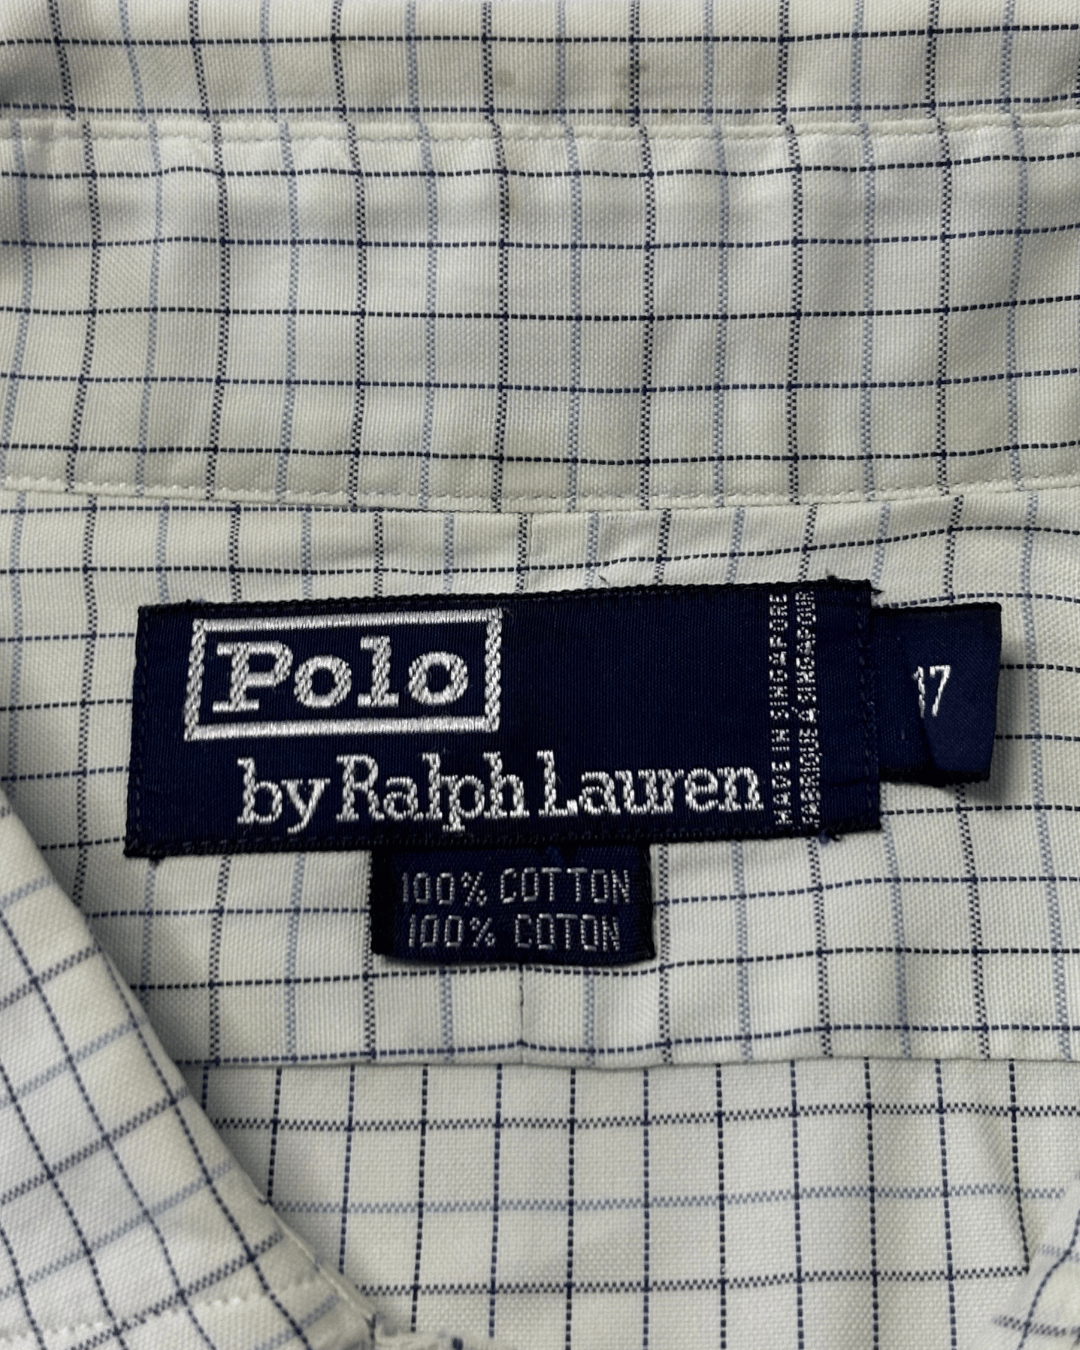 Polo
by Ralph Lauren
MADE IN SINGAPORE
FABRIQUE Á SINGAPOUR
17
100% COTTON
100% COTON